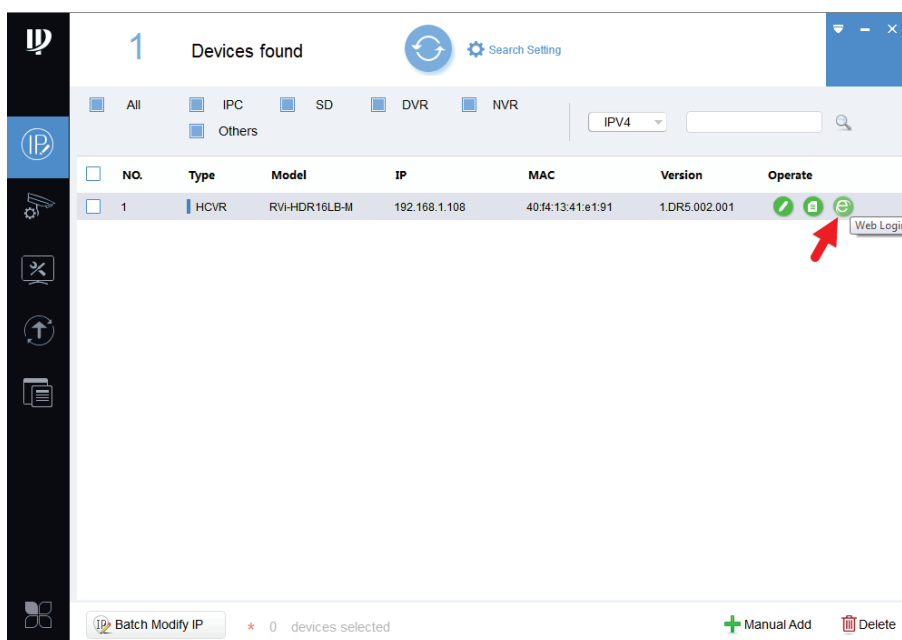 1 Devices found Search Setting
All IPC SD DVR NVR
Others
IPV4
NO. Type Model IP MAC Version Operate
1 HCVR RVi-HDR16LB-M 192.168.1.108 40:f4:13:41:e1:91 1.DR5.002.001
Web Login
IP Batch Modify IP * 0 devices selected Manual Add Delete